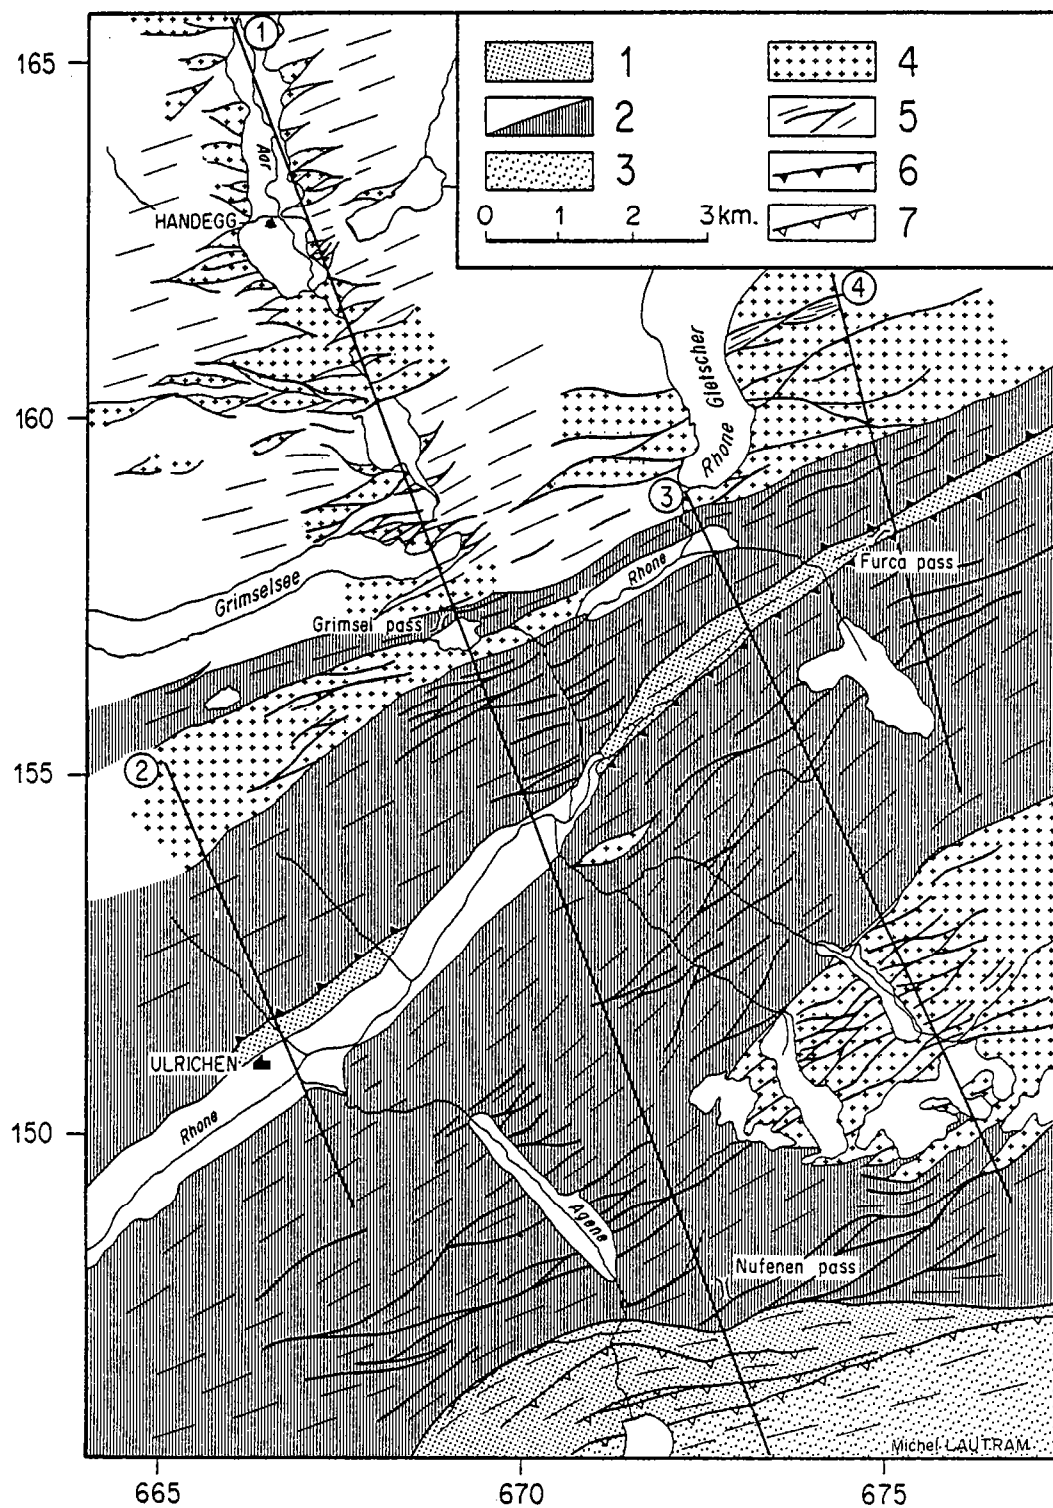 165
160
155
150
665
670
675
1
2
3
4
5
6
7
0 1 2 3 km.
1
Aar
HANDEGG
4
Gletscher
Rhone
3
Rhone
Furca pass
Grimselsee
Grimsel pass
2
ULRICHEN
Rhone
Agene
Nufenen pass
Michel LAUTRAM